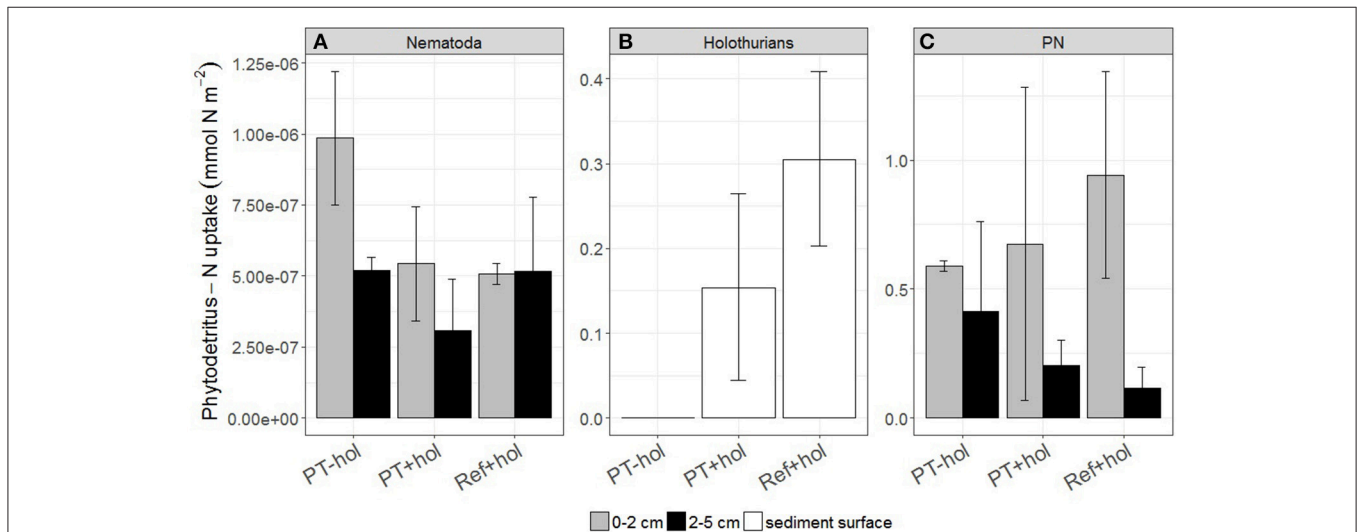 A Nematoda
B Holothurians
C PN
Phytodetritus – N uptake (mmol N m−2)
1.25e-06
1.00e-06
7.50e-07
5.00e-07
2.50e-07
0.00e+00
0.4
0.3
0.2
0.1
0.0
1.0
0.5
0.0
PT-hol PT+hol Ref+hol
PT-hol PT+hol Ref+hol
PT-hol PT+hol Ref+hol
0-2 cm 2-5 cm sediment surface